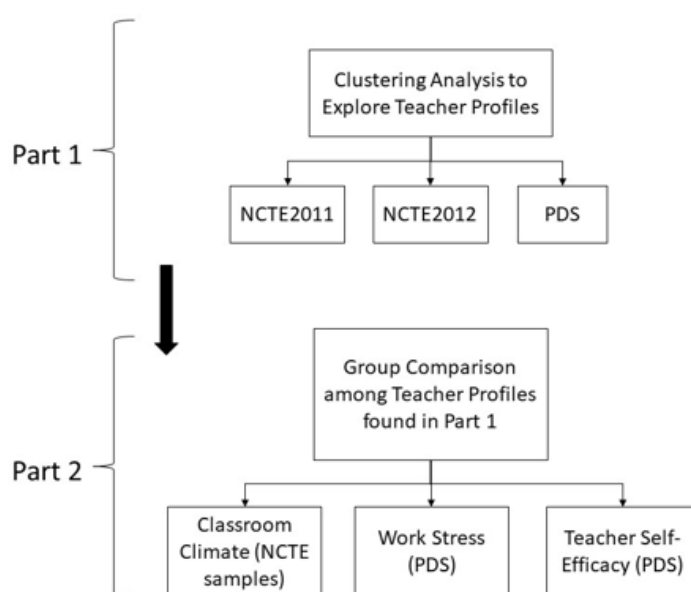 Part 1
Clustering Analysis to
Explore Teacher Profiles
NCTE2011
NCTE2012
PDS
Part 2
Group Comparison
among Teacher Profiles
found in Part 1
Classroom
Climate (NCTE
samples)
Work Stress
(PDS)
Teacher Self-
Efficacy (PDS)